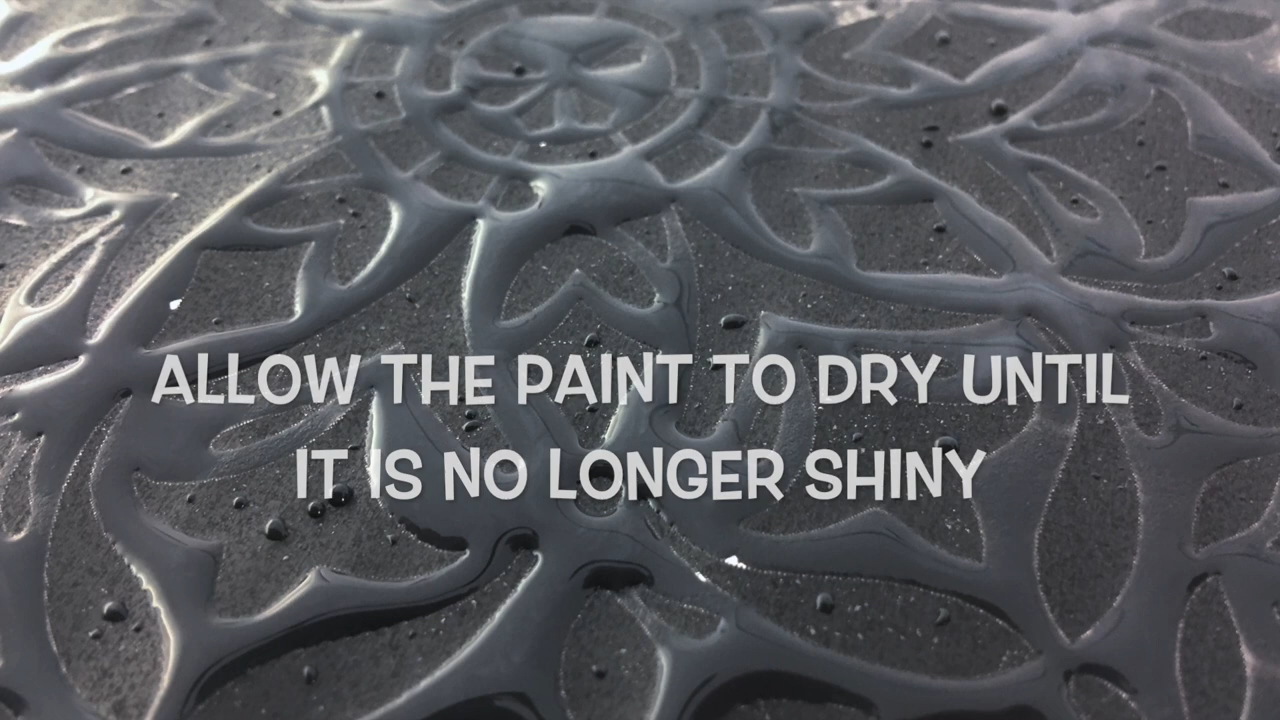 ALLOW THE PAINT TO DRY UNTIL
IT IS NO LONGER SHINY